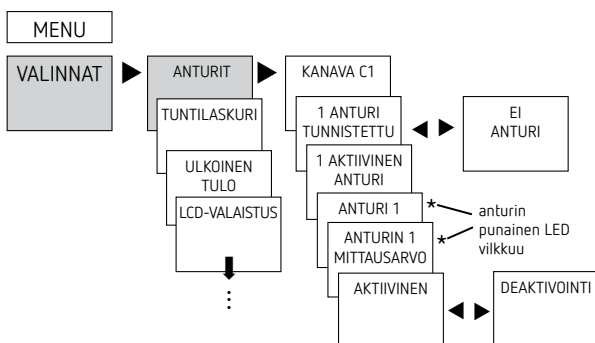 MENU
VALINNAT
ANTURIT
TUNTILASKURI
ULKOINEN
TULO
LCD-VALAISTUS
KANAVA C1
1 ANTURI
TUNNISTETTU
EI
ANTURI
1 AKTIIVINEN
ANTURI
ANTURI 1
*
ANTURIN 1
MITTAUSARVO
*
anturin
punainen LED
vilkkuu
AKTIIVINEN
DEAKTIVOINTI